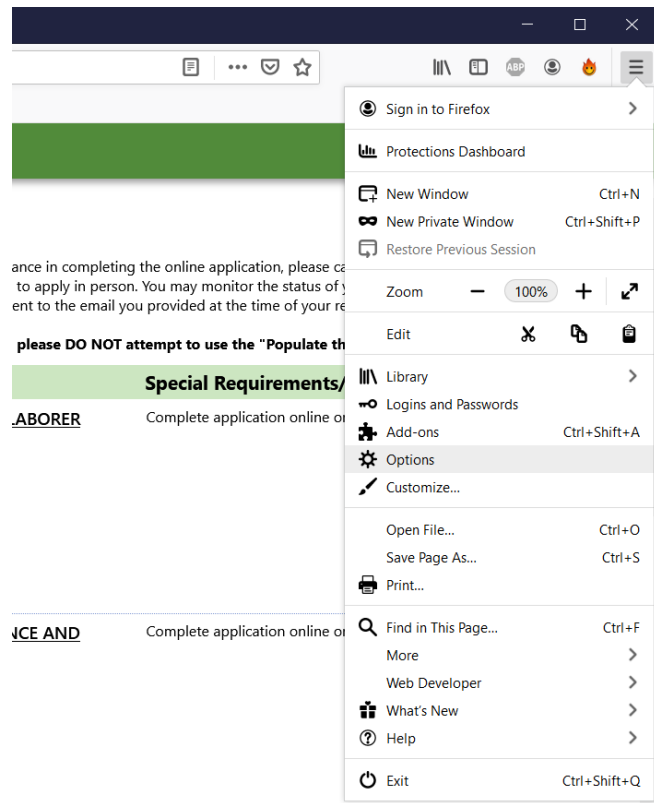 ABP
Sign in to Firefox
Protections Dashboard
New Window Ctrl+N
New Private Window Ctrl+Shift+P
Restore Previous Session
Zoom 100%
Edit
Library
Logins and Passwords
Add-ons Ctrl+Shift+A
Options
Customize...
Open File... Ctrl+O
Save Page As... Ctrl+S
Print...
Find in This Page... Ctrl+F
More
Web Developer
What's New
Help
Exit Ctrl+Shift+Q
ance in completing the online application, please ca
to apply in person. You may monitor the status of y
ent to the email you provided at the time of your re
please DO NOT attempt to use the "Populate th
Special Requirements/
LABORER Complete application online or
NCE AND Complete application online or